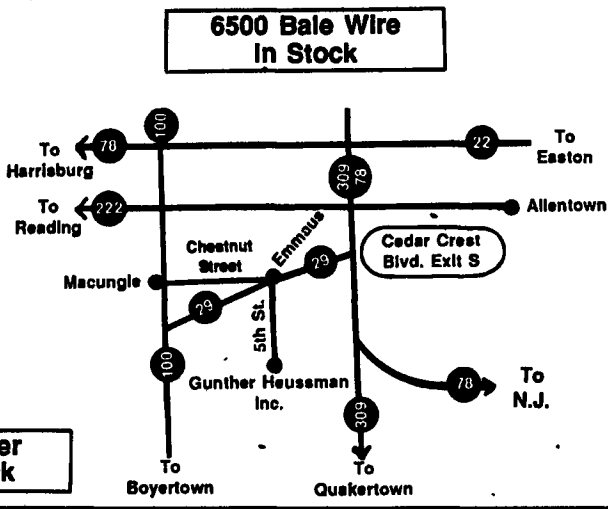 6500 Bale Wire
In Stock
100
To
Harrisburg
78
22
To
Easton
309
78
To
Reading
222
Allentown
Chestnut
Street
Emmaus
29
Cedar Crest
Blvd. Exit S
Macungie
29
5th St.
100
Gunther Heussman
Inc.
78
To
N.J.
309
er
k
To
Boyertown
To
Quakertown